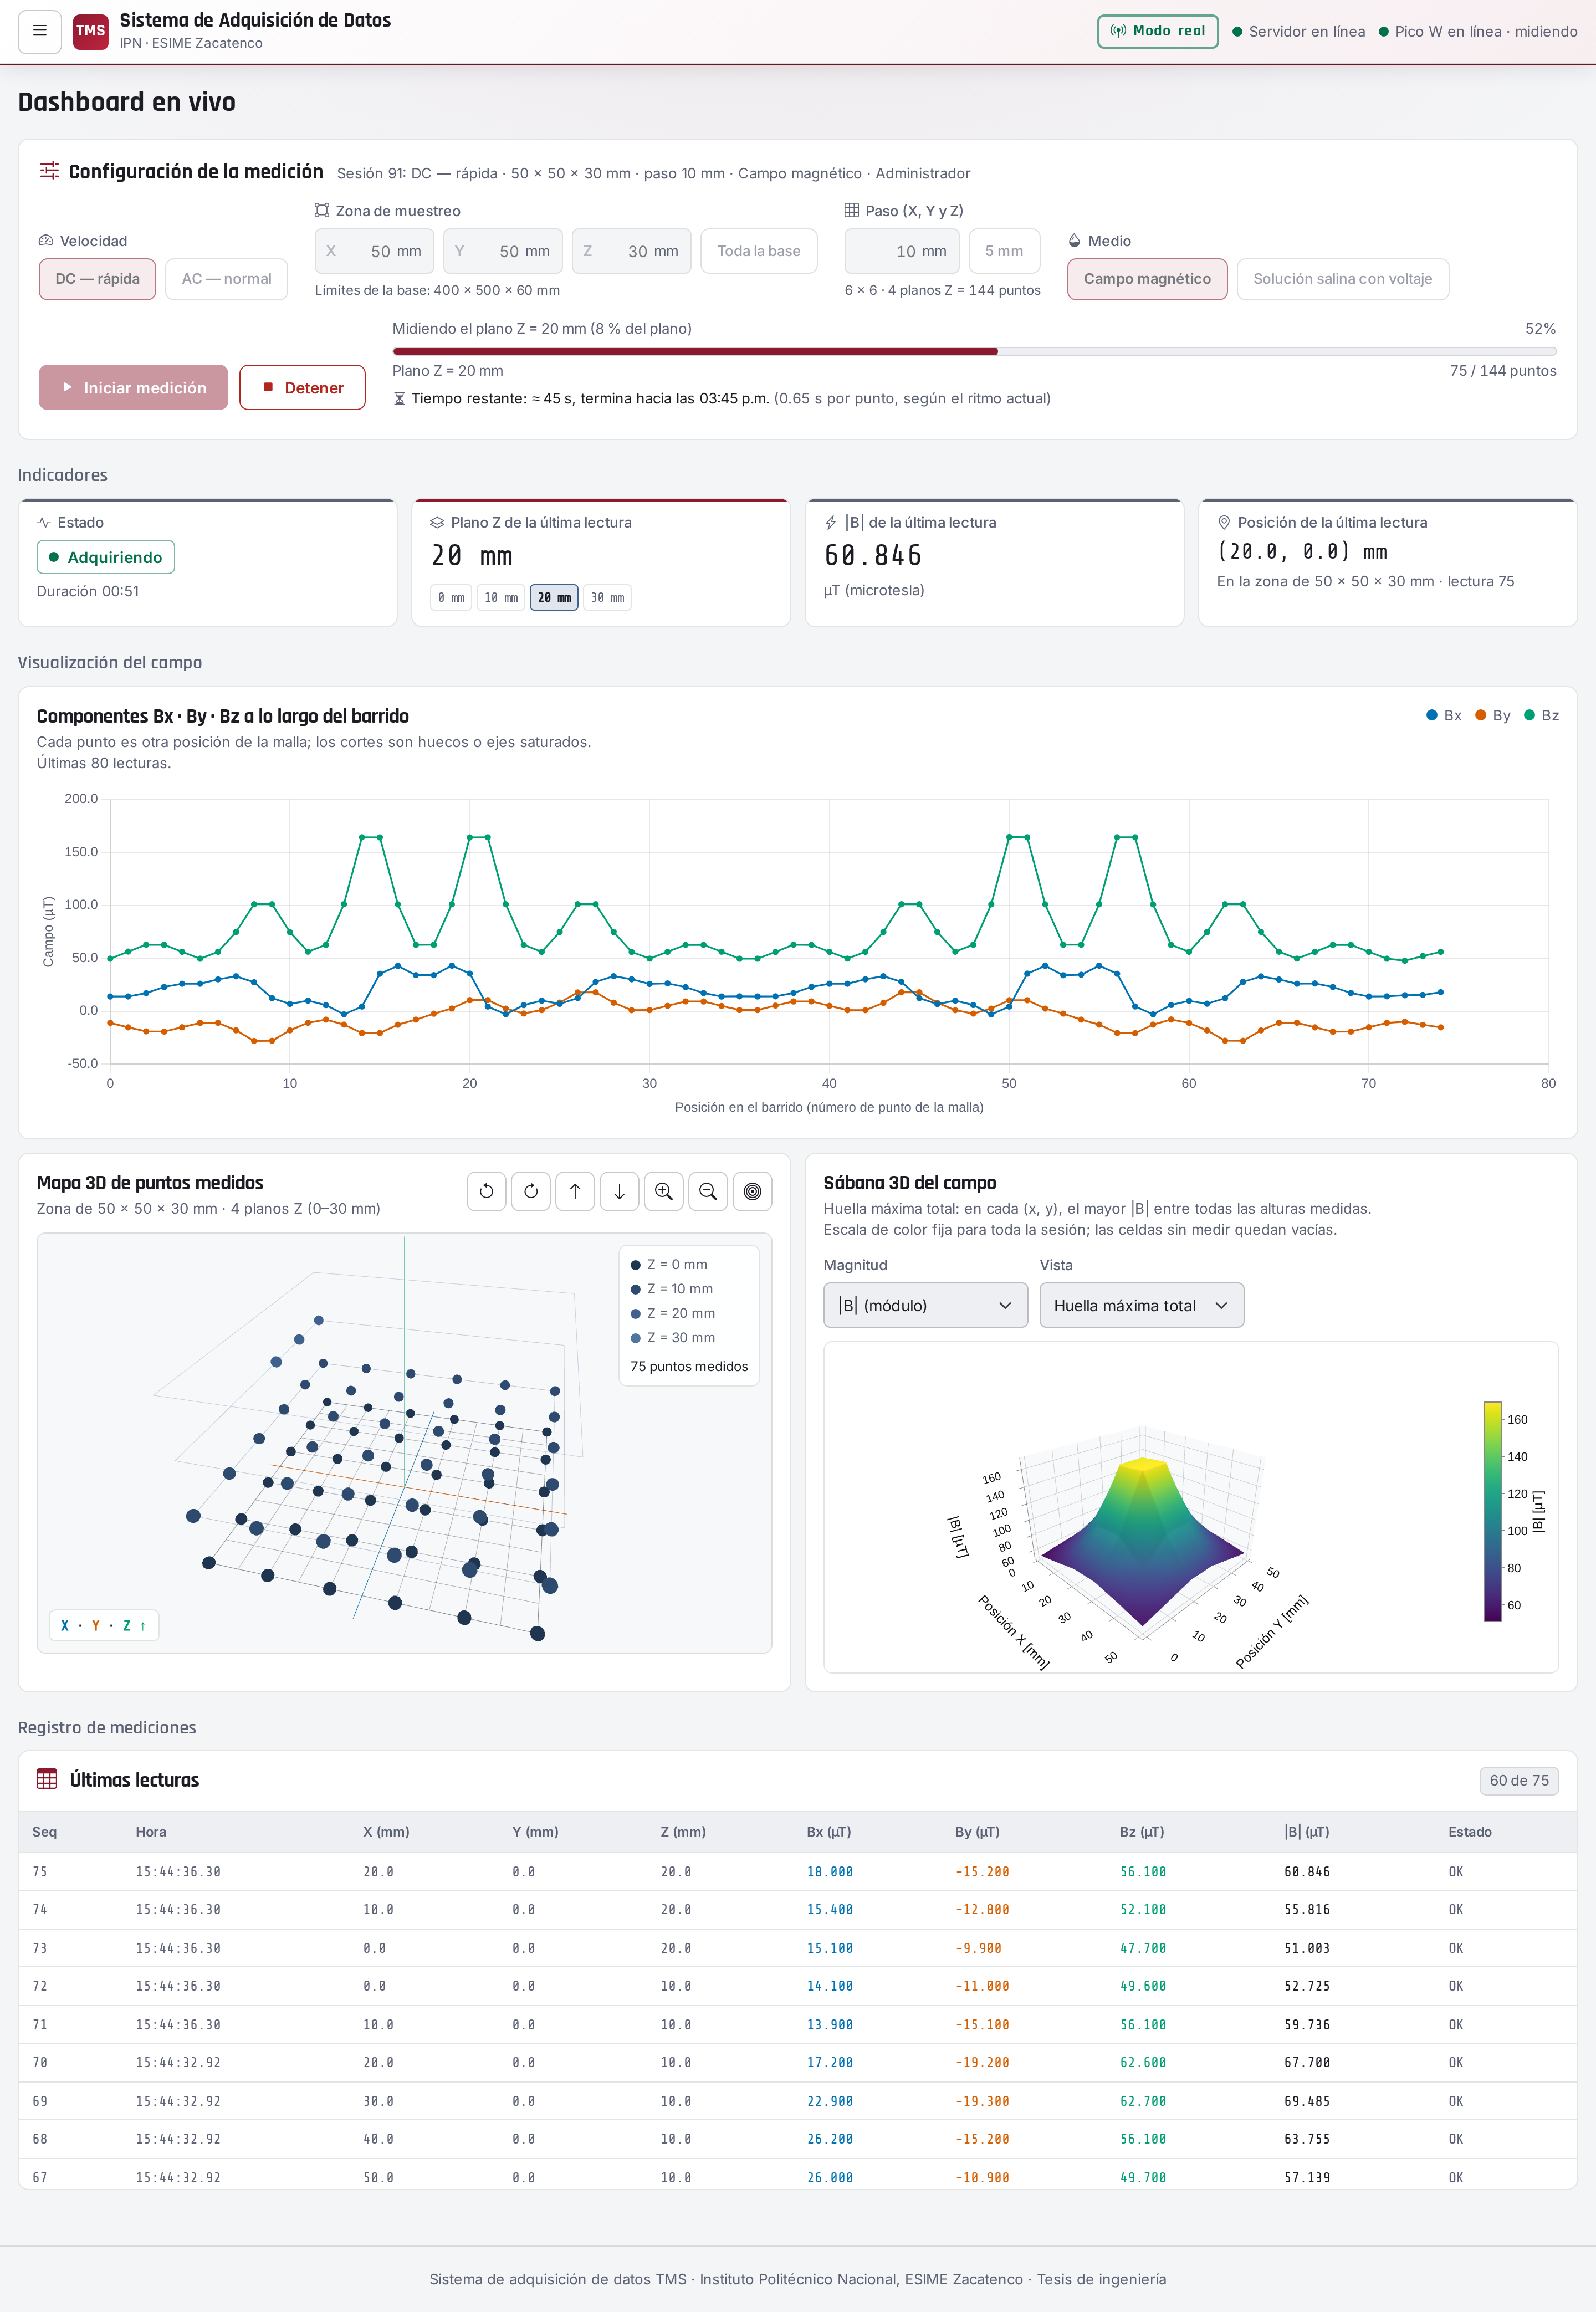 TMS
Sistema de Adquisición de Datos
IPN · ESIME Zacatenco
Modo real
Servidor en línea
Pico W en línea · midiendo
Dashboard en vivo
Configuración de la medición
Sesión 91: DC — rápida · 50 × 50 × 30 mm · paso 10 mm · Campo magnético · Administrador
Velocidad
DC — rápida
AC — normal
Zona de muestreo
X 50 mm
Y 50 mm
Z 30 mm
Toda la base
Límites de la base: 400 × 500 × 60 mm
Paso (X, Y y Z)
10 mm
5 mm
6 × 6 · 4 planos Z = 144 puntos
Medio
Campo magnético
Solución salina con voltaje
Iniciar medición
Detener
Midiendo el plano Z = 20 mm (8 % del plano)
52%
Plano Z = 20 mm
75 / 144 puntos
Tiempo restante: ≈ 45 s, termina hacia las 03:45 p.m. (0.65 s por punto, según el ritmo actual)
Indicadores
Estado
Adquiriendo
Duración 00:51
Plano Z de la última lectura
20 mm
0 mm
10 mm
20 mm
30 mm
|B| de la última lectura
60.846
µT (microtesla)
Posición de la última lectura
(20.0, 0.0) mm
En la zona de 50 × 50 × 30 mm · lectura 75
Visualización del campo
Componentes Bx · By · Bz a lo largo del barrido
Bx
By
Bz
Cada punto es otra posición de la malla; los cortes son huecos o ejes saturados.
Últimas 80 lecturas.
Campo (µT)
200.0
150.0
100.0
50.0
0.0
-50.0
0 10 20 30 40 50 60 70 80
Posición en el barrido (número de punto de la malla)
Mapa 3D de puntos medidos
Zona de 50 × 50 × 30 mm · 4 planos Z (0–30 mm)
Z = 0 mm
Z = 10 mm
Z = 20 mm
Z = 30 mm
75 puntos medidos
X · Y · Z ↑
Sábana 3D del campo
Huella máxima total: en cada (x, y), el mayor |B| entre todas las alturas medidas.
Escala de color fija para toda la sesión; las celdas sin medir quedan vacías.
Magnitud
|B| (módulo)
Vista
Huella máxima total
|B| [µT]
160
140
120
100
80
60
0
10
20
30
40
50
Posición X [mm]
0
10
20
30
40
50
Posición Y [mm]
160
140
120
100
80
60
|B| [µT]
Registro de mediciones
Últimas lecturas
60 de 75
Seq Hora X (mm) Y (mm) Z (mm) Bx (µT) By (µT) Bz (µT) |B| (µT) Estado
75 15:44:36.30 20.0 0.0 20.0 18.000 -15.200 56.100 60.846 OK
74 15:44:36.30 10.0 0.0 20.0 15.400 -12.800 52.100 55.816 OK
73 15:44:36.30 0.0 0.0 20.0 15.100 -9.900 47.700 51.003 OK
72 15:44:36.30 0.0 0.0 10.0 14.100 -11.000 49.600 52.725 OK
71 15:44:36.30 10.0 0.0 10.0 13.900 -15.100 56.100 59.736 OK
70 15:44:32.92 20.0 0.0 10.0 17.200 -19.200 62.600 67.700 OK
69 15:44:32.92 30.0 0.0 10.0 22.900 -19.300 62.700 69.485 OK
68 15:44:32.92 40.0 0.0 10.0 26.200 -15.200 56.100 63.755 OK
67 15:44:32.92 50.0 0.0 10.0 26.000 -10.900 49.700 57.139 OK
Sistema de adquisición de datos TMS · Instituto Politécnico Nacional, ESIME Zacatenco · Tesis de ingeniería